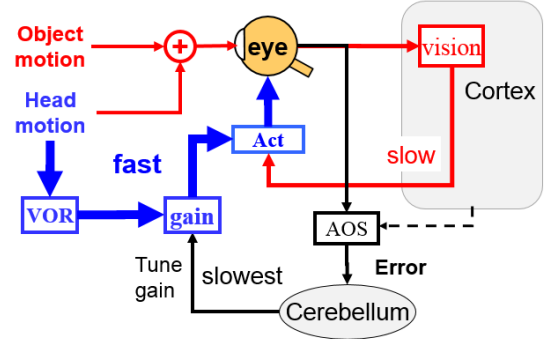 Object
motion
+
eye
vision
Cortex
Head
motion
fast
Act
slow
VOR
gain
AOS
Tune
gain
slowest
Error
Cerebellum